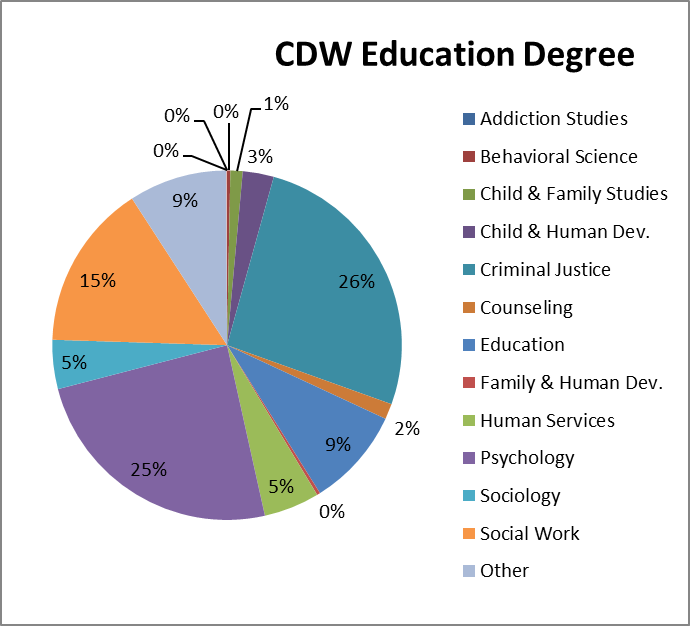 CDW Education Degree
0%
0%
0%
1%
3%
26%
2%
9%
0%
5%
25%
5%
15%
9%
Addiction Studies
Behavioral Science
Child & Family Studies
Child & Human Dev.
Criminal Justice
Counseling
Education
Family & Human Dev.
Human Services
Psychology
Sociology
Social Work
Other